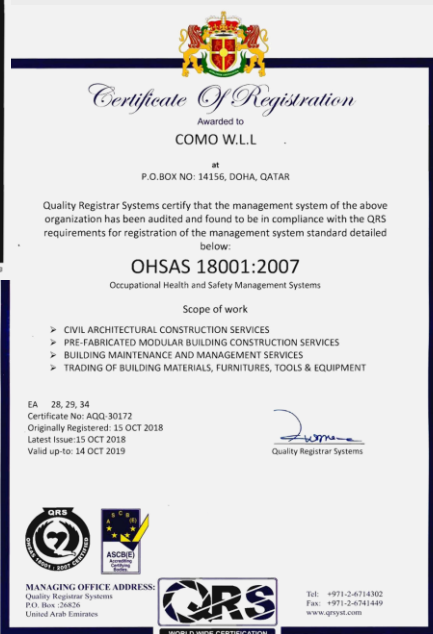 Certificate Of Registration
Awarded to
COMO W.L.L
at
P.O.BOX NO: 14156, DOHA, QATAR
Quality Registrar Systems certify that the management system of the above
organization has been audited and found to be in compliance with the QRS
requirements for registration of the management system standard detailed
below:
OHSAS 18001:2007
Occupational Health and Safety Management Systems
Scope of work
➢ CIVIL ARCHITECTURAL CONSTRUCTION SERVICES
➢ PRE-FABRICATED MODULAR BUILDING CONSTRUCTION SERVICES
➢ BUILDING MAINTENANCE AND MANAGEMENT SERVICES
➢ TRADING OF BUILDING MATERIALS, FURNITURES, TOOLS & EQUIPMENT
EA 28, 29, 34
Certificate No: AQQ-30172
Originally Registered: 15 OCT 2018
Latest Issue:15 OCT 2018
Valid up-to: 14 OCT 2019
Quality Registrar Systems
QRS
OHSAS 18001 : 2007 CERTIFIED
A S C B (E)
ASCB(E)
Accrediting
Certifying
Bodies
MANAGING OFFICE ADDRESS:
Quality Registrar Systems
P.O. Box :26826
United Arab Emirates
QRS
WORLD WIDE CERTIFICATION
Tel: +971-2-6714302
Fax: +971-2-6741449
www.qrsyst.com